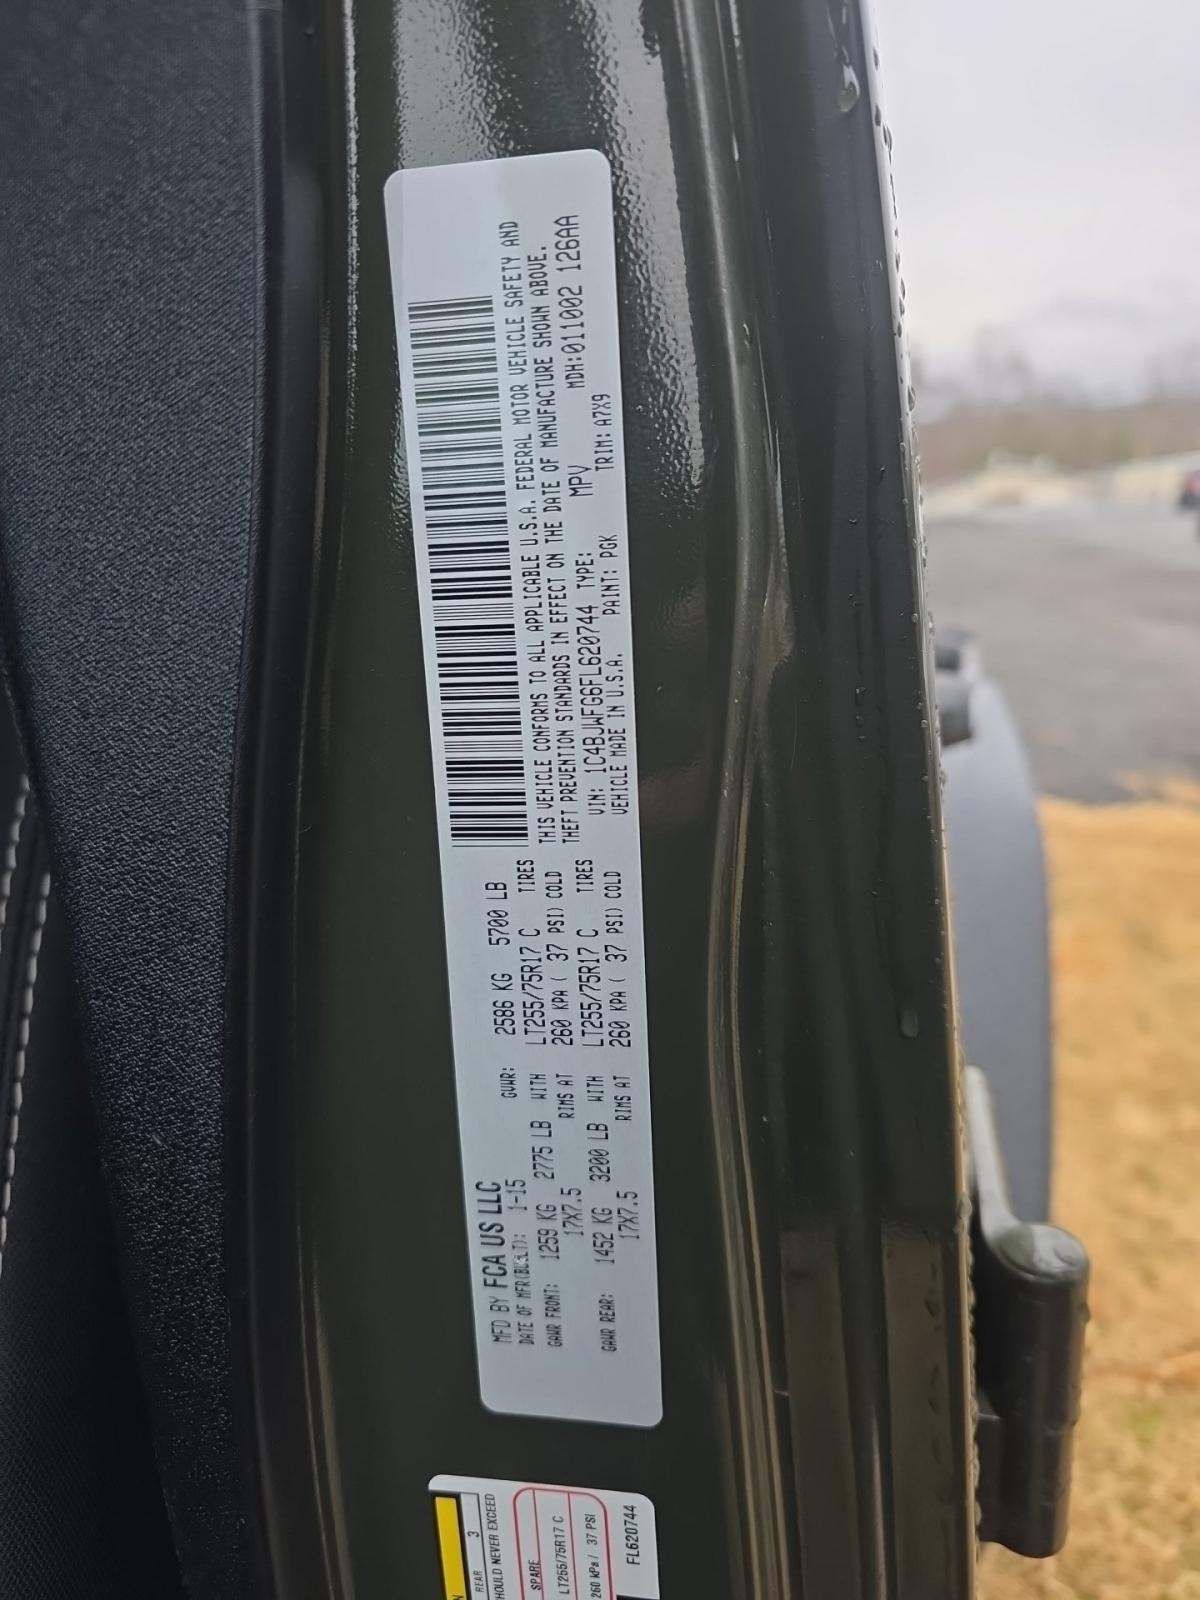 MFD BY FCA US LLC
DATE OF MFR(BUILT): 1-15 GVWR: 2586 KG 5700 LB
GAWR FRONT: 1259 KG 2775 LB WITH LT255/75R17 C TIRES
17X7.5 RIMS AT 260 KPA ( 37 PSI) COLD
GAWR REAR: 1452 KG 3200 LB WITH LT255/75R17 C TIRES
17X7.5 RIMS AT 260 KPA ( 37 PSI) COLD
THIS VEHICLE CONFORMS TO ALL APPLICABLE U.S.A. FEDERAL MOTOR VEHICLE SAFETY AND
THEFT PREVENTION STANDARDS IN EFFECT ON THE DATE OF MANUFACTURE SHOWN ABOVE.
VIN: 1C4BJWFG6FL620744 TYPE: MPV MDH:011002 126AA
VEHICLE MADE IN U.S.A. PAINT: PGK TRIM: A7X9
REAR 3
HOULD NEVER EXCEED
SPARE
LT255/75R17 C
260 kPa / 37 PSI
FL620744